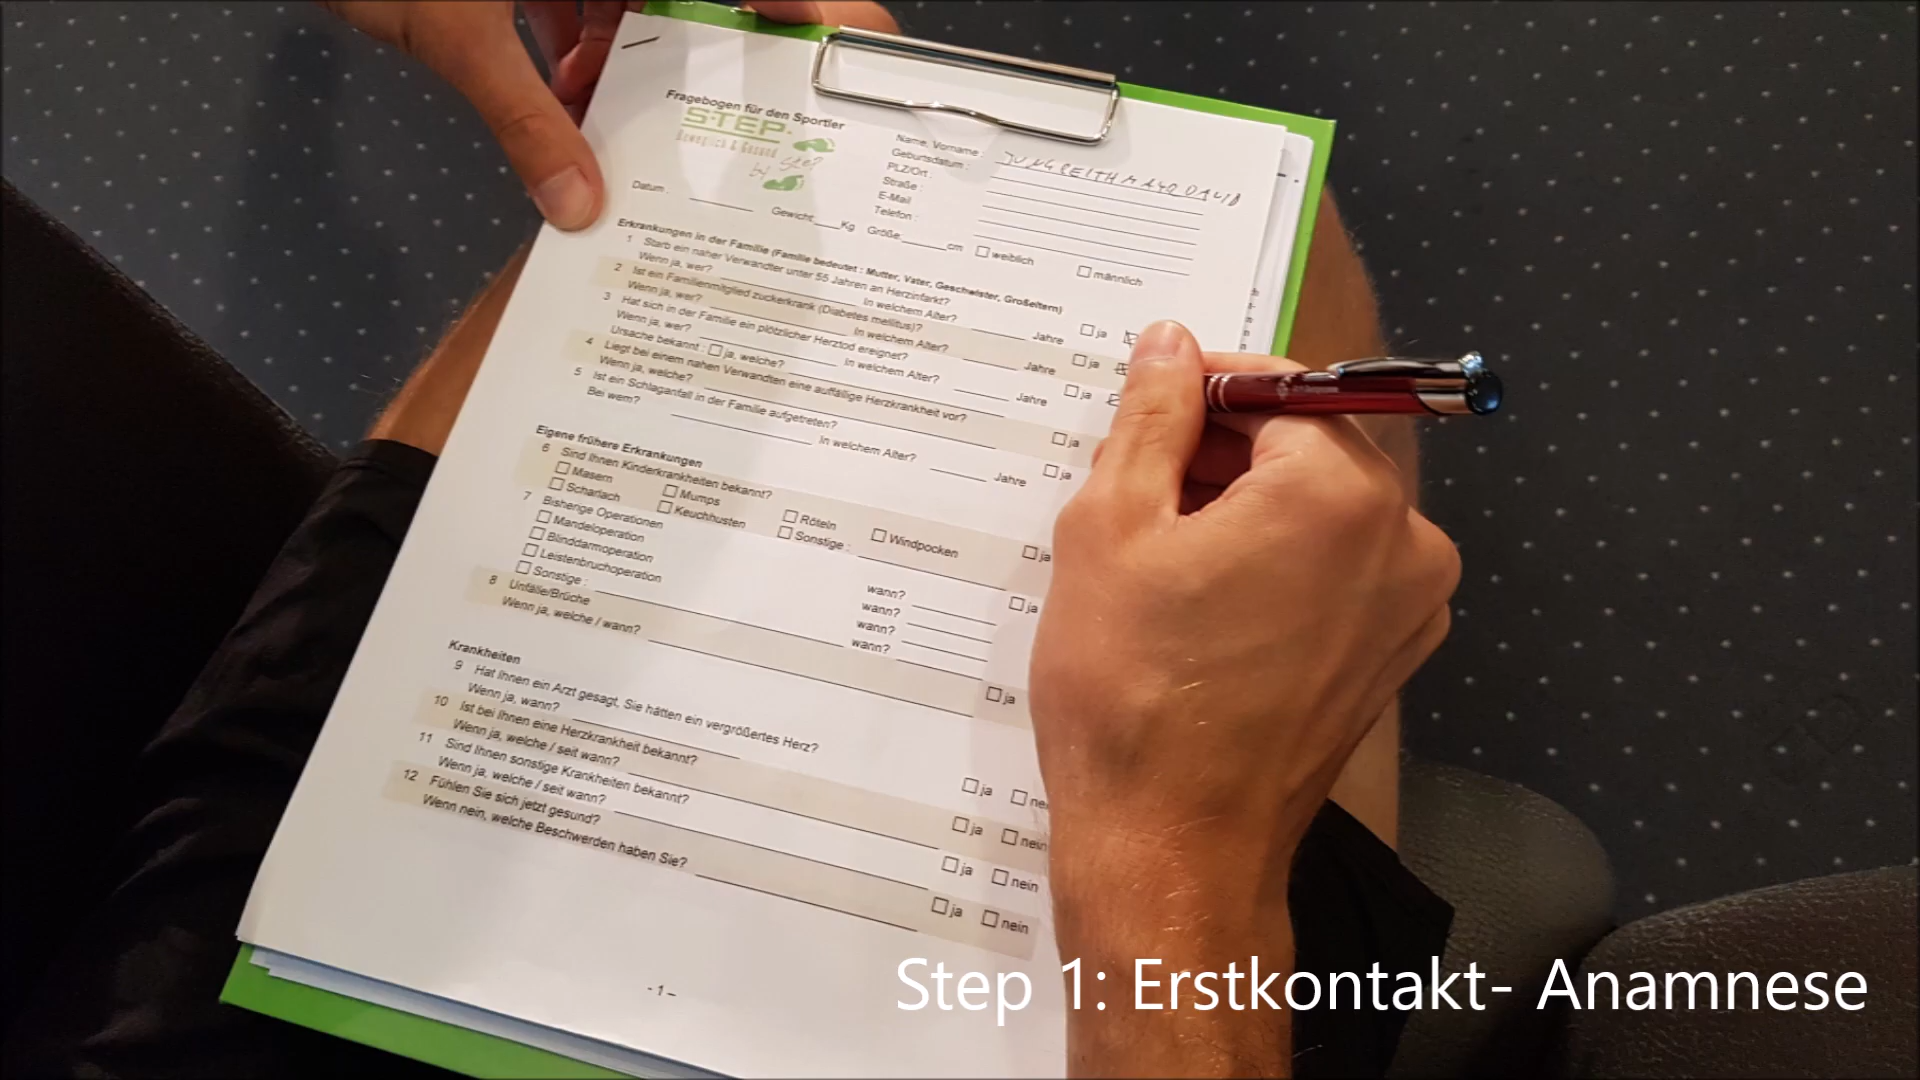 Fragebogen für den Sportler
S·TEP·
Beweglich & Gesund
by
Name, Vorname :
Geburtsdatum :
PLZ/Ort :
Straße :
E-Mail
Telefon :
Datum :
Gewicht: Kg Größe: cm weiblich männlich
Erkrankungen in der Familie (Familie bedeutet : Mutter, Vater, Geschwister, Großeltern)
1 Starb ein naher Verwandter unter 55 Jahren an Herzinfarkt?
Wenn ja, wer? In welchem Alter? Jahre ja
2 Ist ein Familienmitglied zuckerkrank (Diabetes mellitus)?
Wenn ja, wer? In welchem Alter? Jahre ja
3 Hat sich in der Familie ein plötzlicher Herztod ereignet?
Wenn ja, wer? In welchem Alter? Jahre ja
Ursache bekannt : ja, welche?
4 Liegt bei einem nahen Verwandten eine auffällige Herzkrankheit vor?
Wenn ja, welche? ja
5 Ist ein Schlaganfall in der Familie aufgetreten?
Bei wem? In welchem Alter? Jahre ja
Eigene frühere Erkrankungen
6 Sind Ihnen Kinderkrankheiten bekannt?
Masern Mumps Röteln Windpocken ja
Scharlach Keuchhusten Sonstige :
7 Bisherige Operationen ja
Mandeloperation wann?
Blinddarmoperation wann?
Leistenbruchoperation wann?
Sonstige : wann?
8 Unfälle/Brüche
Wenn ja, welche / wann? ja
Krankheiten
9 Hat Ihnen ein Arzt gesagt, Sie hätten ein vergrößertes Herz?
Wenn ja, wann? ja nein
10 Ist bei Ihnen eine Herzkrankheit bekannt?
Wenn ja, welche / seit wann? ja nein
11 Sind Ihnen sonstige Krankheiten bekannt?
Wenn ja, welche / seit wann? ja nein
12 Fühlen Sie sich jetzt gesund?
Wenn nein, welche Beschwerden haben Sie? ja nein
- 1 –
Step 1: Erstkontakt- Anamnese